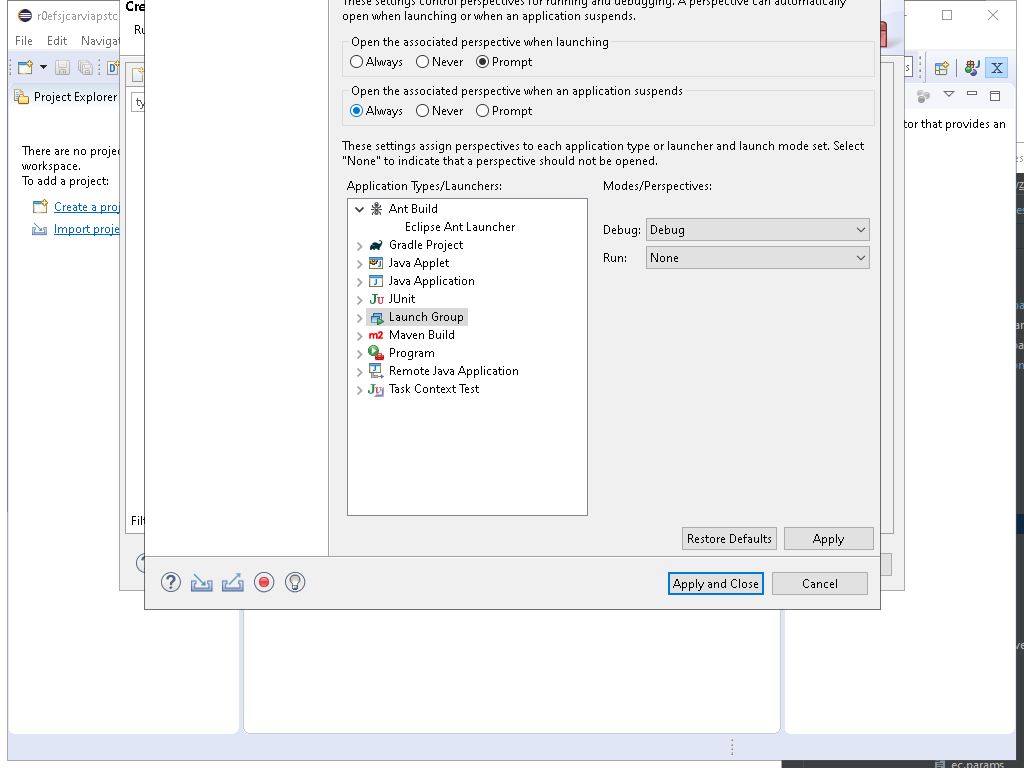 These settings control perspectives for running and debugging. A perspective can automatically
open when launching or when an application suspends.
r0efsjcarviapstc
Cre
Ru
File Edit Navigat
Open the associated perspective when launching
Always Never Prompt
Open the associated perspective when an application suspends
Always Never Prompt
Project Explorer
ty
tor that provides an
There are no proje
workspace.
To add a project:
Create a proj
Import proje
These settings assign perspectives to each application type or launcher and launch mode set. Select
"None" to indicate that a perspective should not be opened.
Application Types/Launchers:
Modes/Perspectives:
Ant Build
Eclipse Ant Launcher
Gradle Project
Java Applet
Java Application
JUnit
Launch Group
Maven Build
Program
Remote Java Application
Task Context Test
Debug: Debug
Run: None
Filt
Restore Defaults Apply
Apply and Close Cancel
ec.params